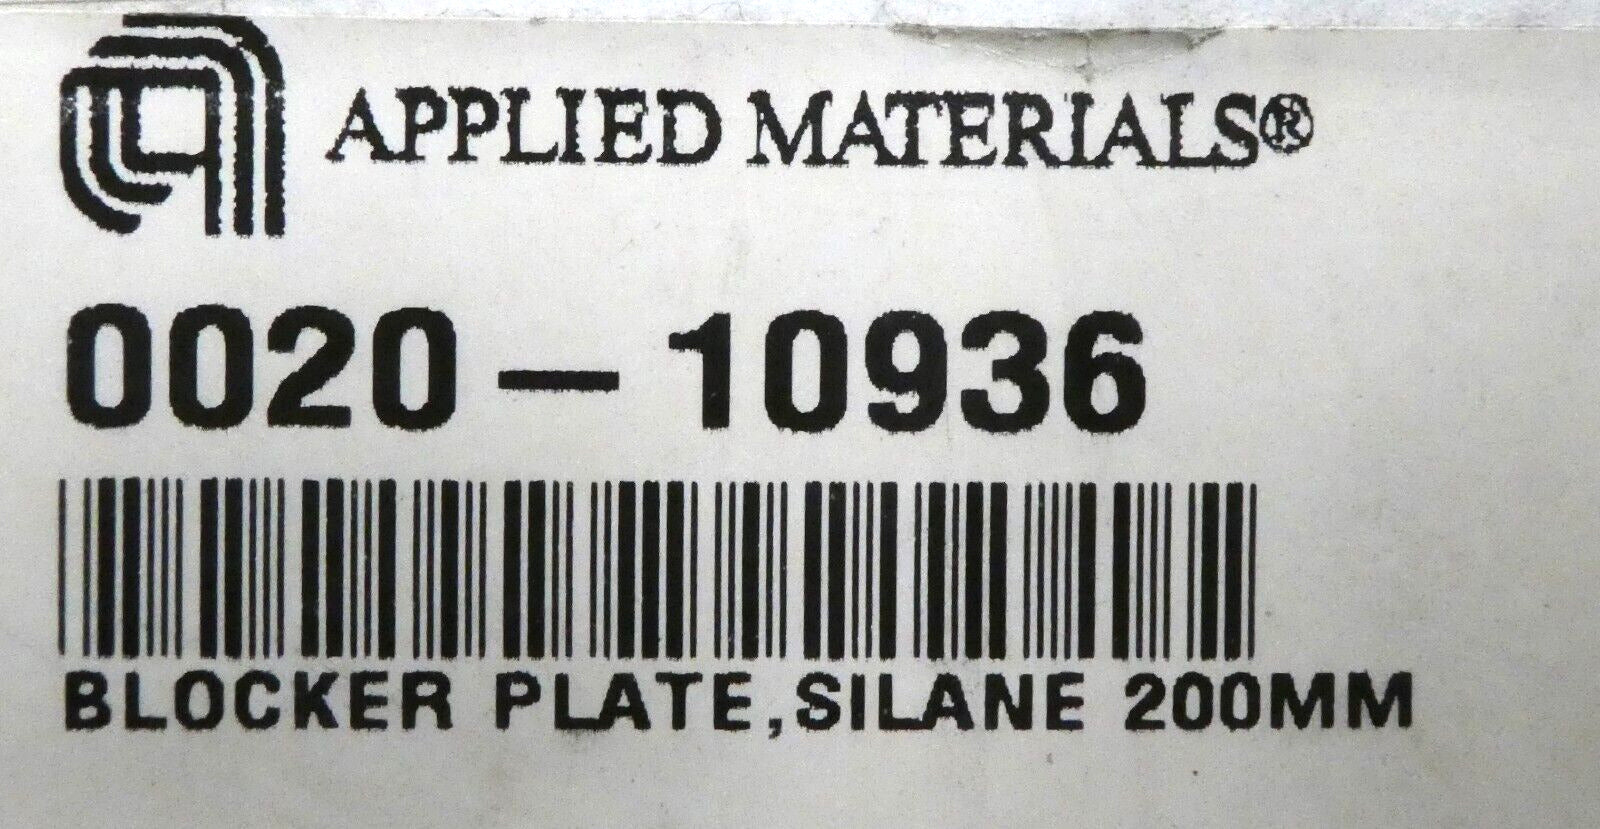 APPLIED MATERIALS®
0020-10936
BLOCKER PLATE,SILANE 200MM